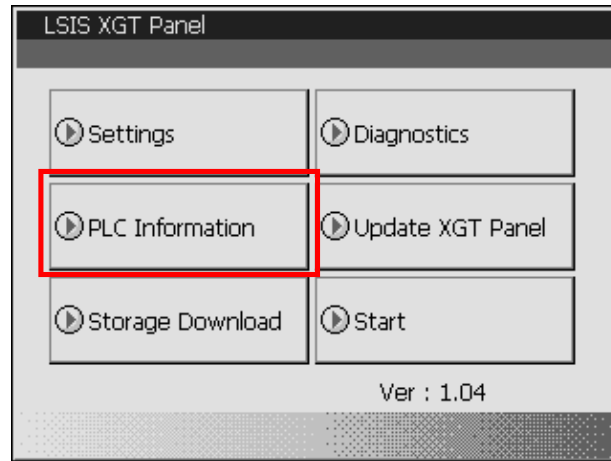 LSIS XGT Panel
Settings
Diagnostics
PLC Information
Update XGT Panel
Storage Download
Start
Ver : 1.04